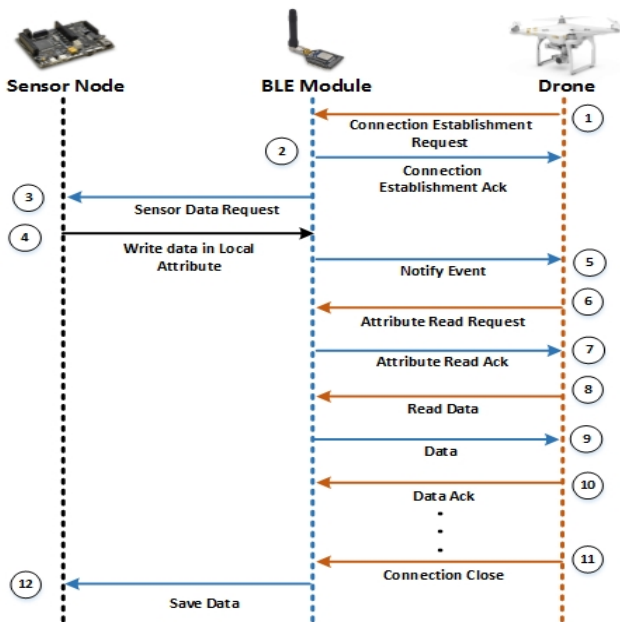 Sensor Node
BLE Module
Drone
1
Connection Establishment
Request
2
Connection
Establishment Ack
3
Sensor Data Request
4
Write data in Local
Attribute
5
Notify Event
6
Attribute Read Request
7
Attribute Read Ack
8
Read Data
9
Data
10
Data Ack
11
Connection Close
12
Save Data